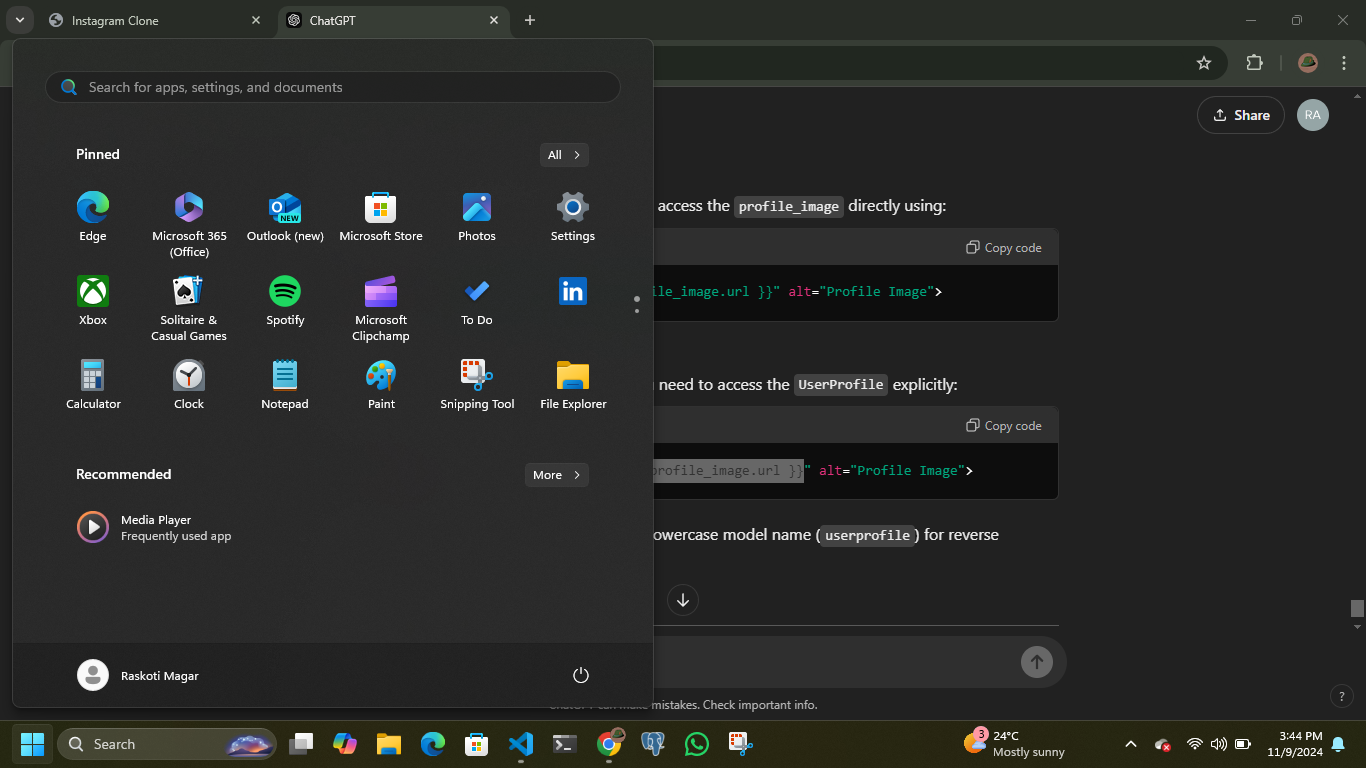 Instagram Clone
ChatGPT
Search for apps, settings, and documents
Share
RA
Pinned
All
access the profile_image directly using:
Edge
Microsoft 365 (Office)
Outlook (new)
NEW
Microsoft Store
Photos
Settings
Copy code
Xbox
Solitaire & Casual Games
Spotify
Microsoft Clipchamp
To Do
in
ile_image.url }}" alt="Profile Image">
Calculator
Clock
Notepad
Paint
Snipping Tool
File Explorer
need to access the UserProfile explicitly:
Copy code
profile_image.url }}" alt="Profile Image">
Recommended
More
Media Player
Frequently used app
owercase model name (userprofile) for reverse
Raskoti Magar
mistakes. Check important info.
?
Search
3
24°C
Mostly sunny
3:44 PM
11/9/2024